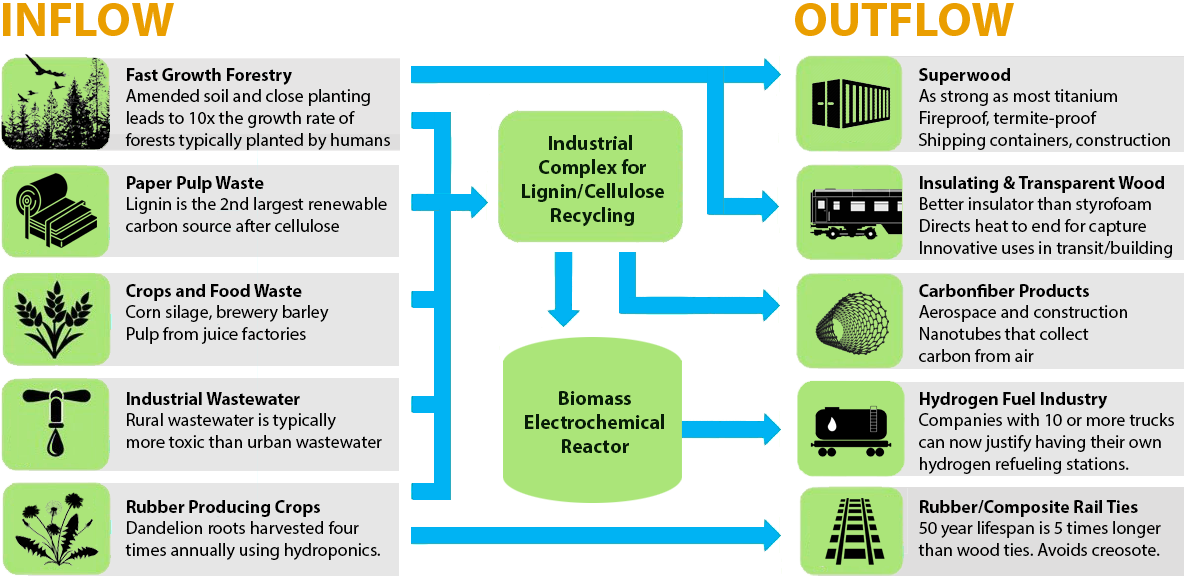 INFLOW
Fast Growth Forestry
Amended soil and close planting
leads to 10x the growth rate of
forests typically planted by humans
Paper Pulp Waste
Lignin is the 2nd largest renewable
carbon source after cellulose
Crops and Food Waste
Corn silage, brewery barley
Pulp from juice factories
Industrial Wastewater
Rural wastewater is typically
more toxic than urban wastewater
Rubber Producing Crops
Dandelion roots harvested four
times annually using hydroponics.
Industrial
Complex for
Lignin/Cellulose
Recycling
Biomass
Electrochemical
Reactor
OUTFLOW
Superwood
As strong as most titanium
Fireproof, termite-proof
Shipping containers, construction
Insulating & Transparent Wood
Better insulator than styrofoam
Directs heat to end for capture
Innovative uses in transit/building
Carbonfiber Products
Aerospace and construction
Nanotubes that collect
carbon from air
Hydrogen Fuel Industry
Companies with 10 or more trucks
can now justify having their own
hydrogen refueling stations.
Rubber/Composite Rail Ties
50 year lifespan is 5 times longer
than wood ties. Avoids creosote.